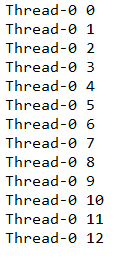 Thread-0 0
Thread-0 1
Thread-0 2
Thread-0 3
Thread-0 4
Thread-0 5
Thread-0 6
Thread-0 7
Thread-0 8
Thread-0 9
Thread-0 10
Thread-0 11
Thread-0 12